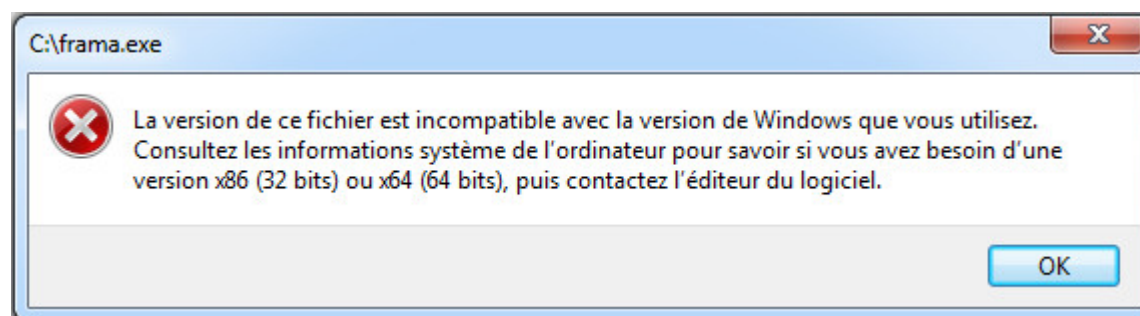 C:\frama.exe
La version de ce fichier est incompatible avec la version de Windows que vous utilisez.
Consultez les informations système de l'ordinateur pour savoir si vous avez besoin d'une
version x86 (32 bits) ou x64 (64 bits), puis contactez l'éditeur du logiciel.
OK